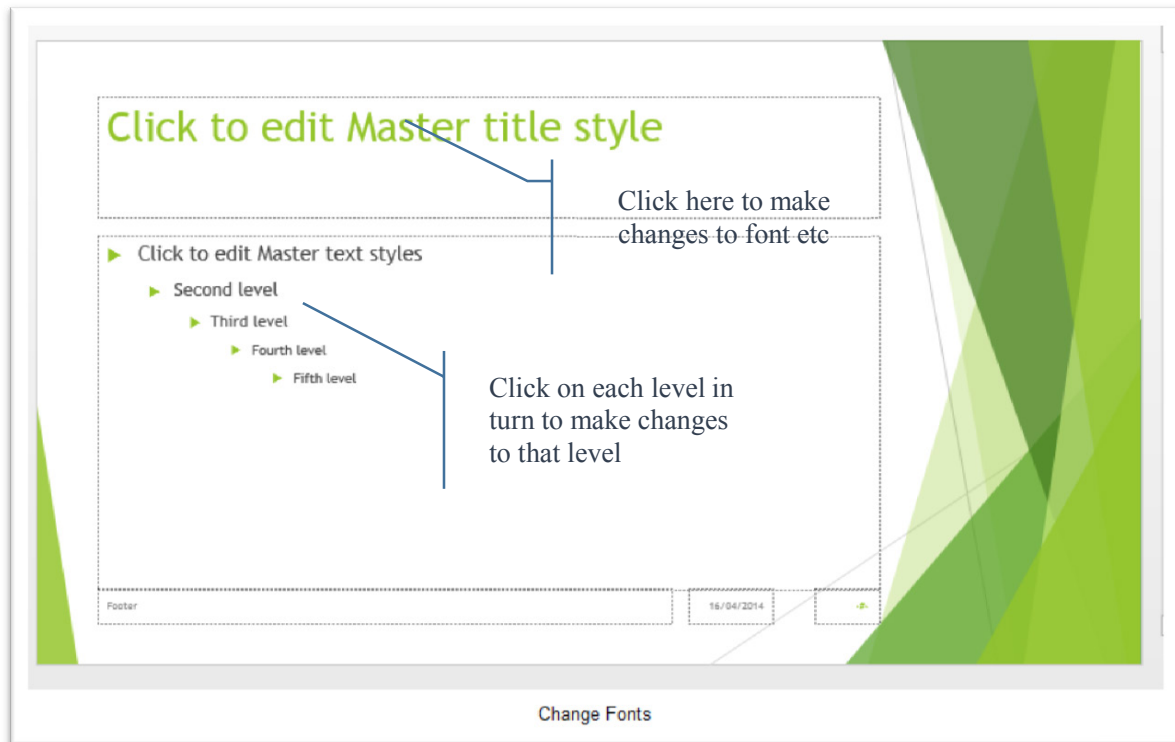 Click to edit Master title style
Click here to make
changes to font etc
Click to edit Master text styles
Second level
Third level
Fourth level
Fifth level
Click on each level in
turn to make changes
to that level
Footer
16/04/2014
‹#›
Change Fonts